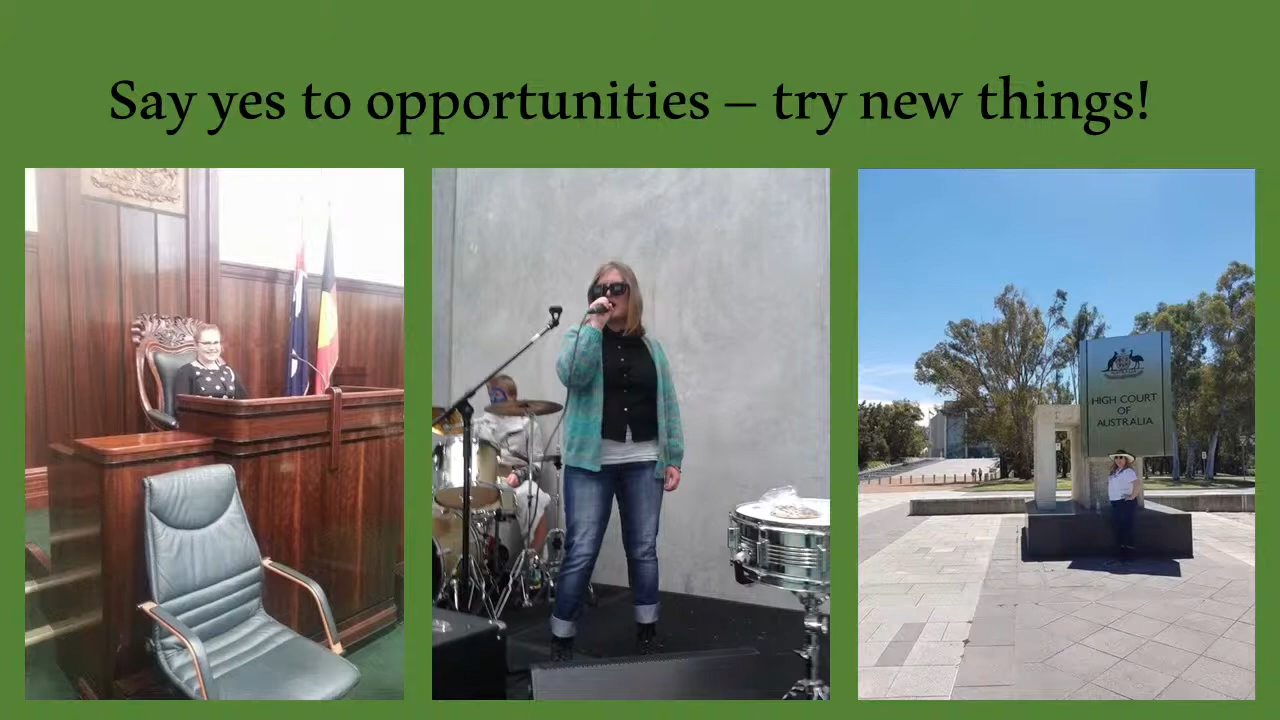 Say yes to opportunities – try new things!
HIGH COURT
OF
AUSTRALIA